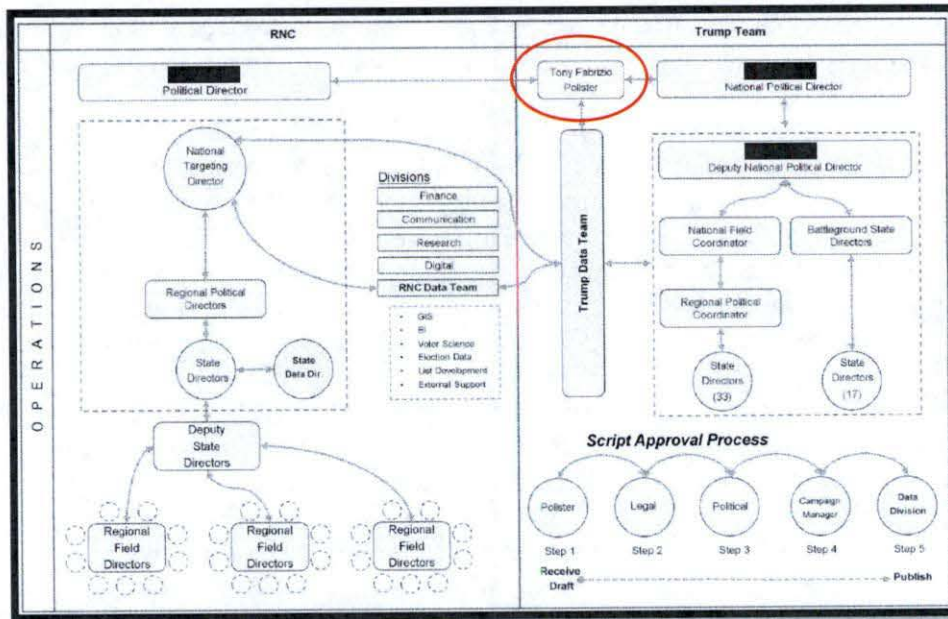 RNC
Trump Team
OPERATIONS
Political Director
Tony Fabrizio
Pollster
National Political Director
National
Targeting
Director
Regional Political
Directors
State
Directors
State
Data Dir.
Deputy
State
Directors
Regional
Field
Directors
Regional
Field
Directors
Regional
Field
Directors
Divisions
Finance
Communication
Research
Digital
RNC Data Team
• GIS
• BI
• Voter Science
• Election Data
• List Development
• External Support
Trump Data Team
Deputy National Political Director
National Field
Coordinator
Battleground State
Directors
Regional Political
Coordinator
State
Directors
(33)
State
Directors
(17)
Script Approval Process
Pollster
Legal
Political
Campaign
Manager
Data
Division
Step 1
Step 2
Step 3
Step 4
Step 5
Receive
Draft
Publish